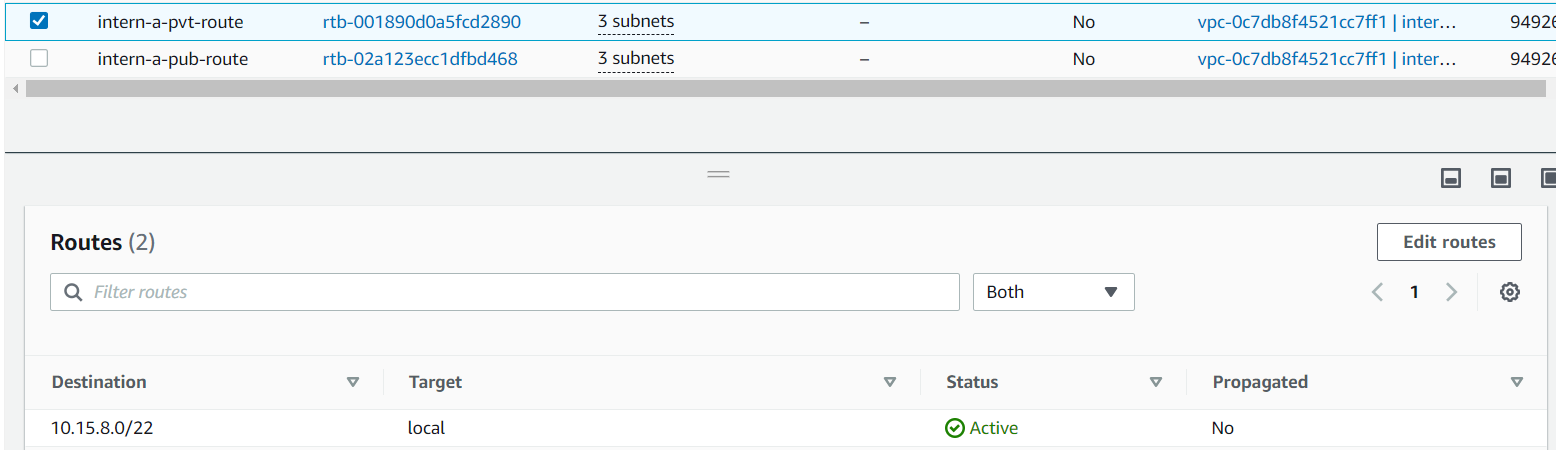 intern-a-pvt-route rtb-001890d0a5fcd2890 3 subnets – No vpc-0c7db8f4521cc7ff1 | inter… 94926
intern-a-pub-route rtb-02a123ecc1dfbd468 3 subnets – No vpc-0c7db8f4521cc7ff1 | inter… 94926
Routes (2) Edit routes
Filter routes Both 1
Destination Target Status Propagated
10.15.8.0/22 local Active No